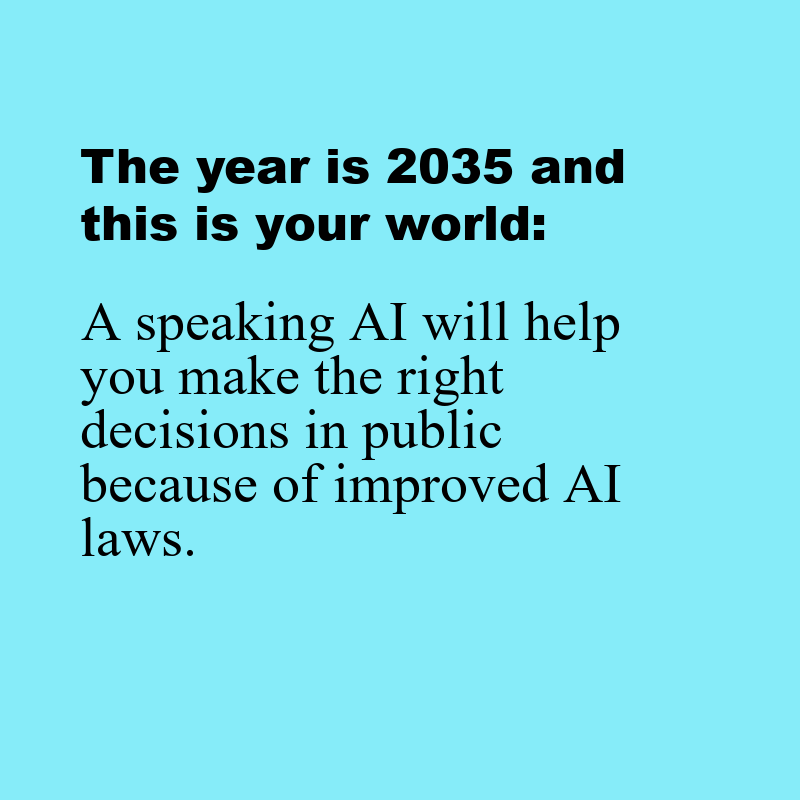 The year is 2035 and
this is your world:
A speaking AI will help
you make the right
decisions in public
because of improved AI
laws.